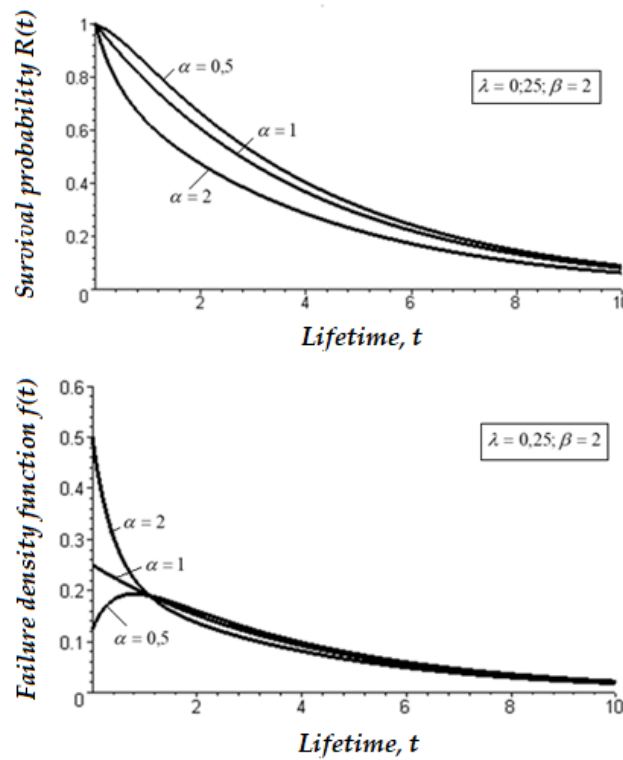 Survival probability R(t)
1
0.8
0.6
0.4
0.2
0
α = 0,5
α = 1
α = 2
λ = 0;25; β = 2
2 4 6 8 10
Lifetime, t
Failure density function f(t)
0.6
0.5
0.4
0.3
0.2
0.1
0
α = 2
α = 1
α = 0,5
λ = 0,25; β = 2
2 4 6 8 10
Lifetime, t